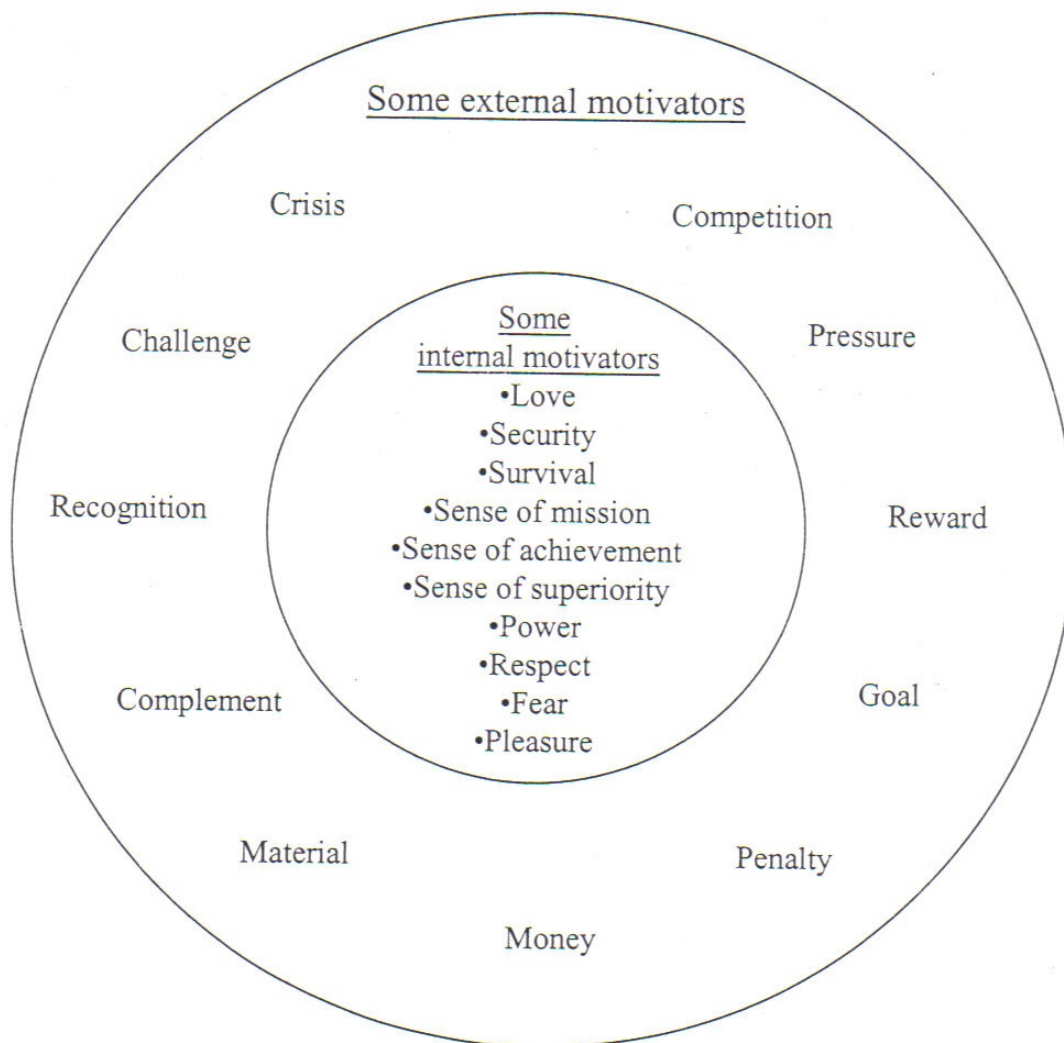 Some external motivators
Crisis
Competition
Challenge
Pressure
Recognition
Reward
Complement
Goal
Material
Penalty
Money
Some
internal motivators
•Love
•Security
•Survival
•Sense of mission
•Sense of achievement
•Sense of superiority
•Power
•Respect
•Fear
•Pleasure